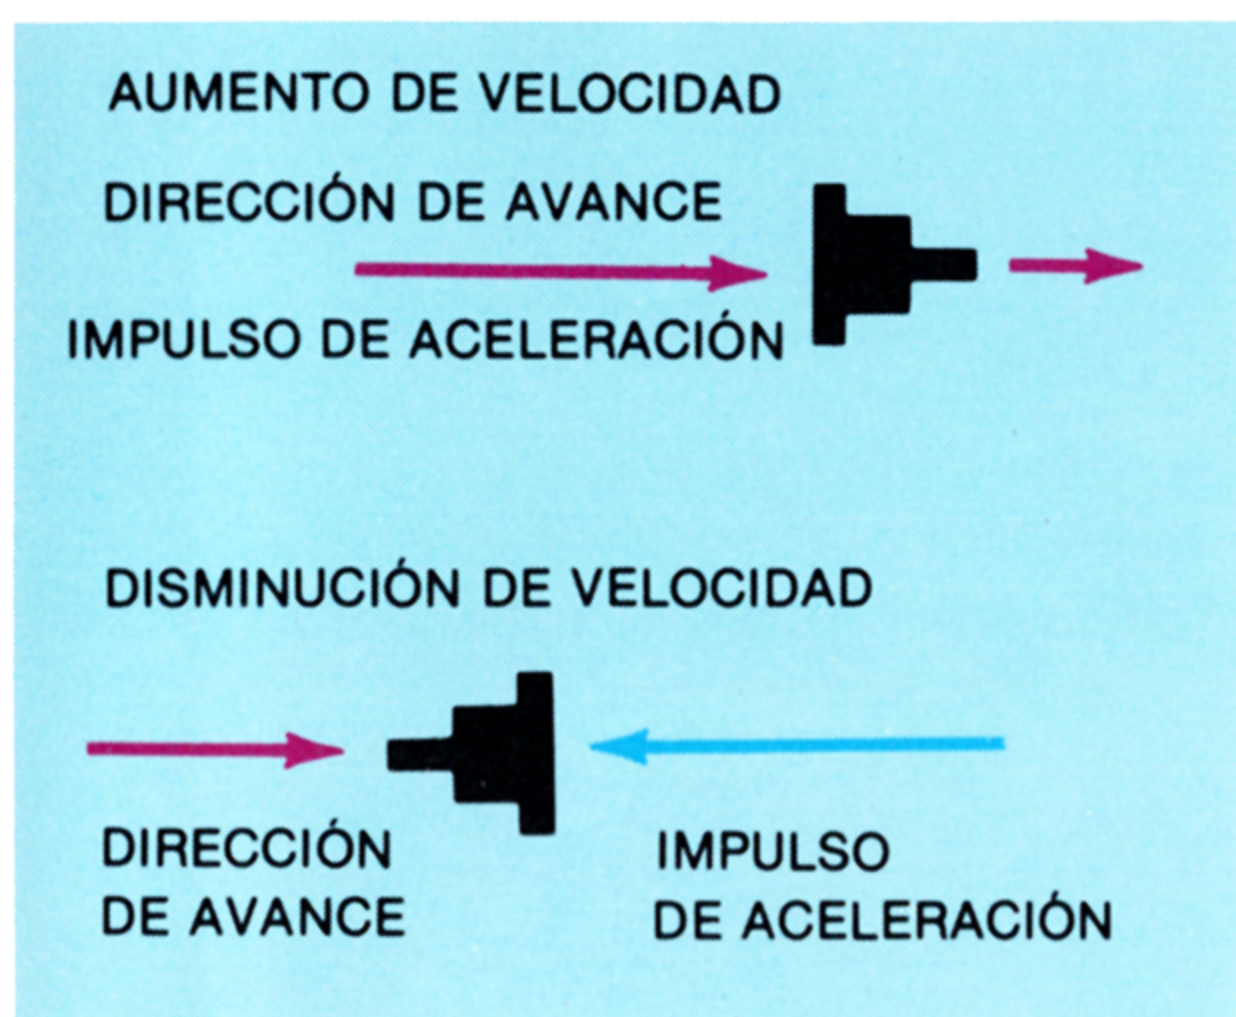 AUMENTO DE VELOCIDAD
DIRECCIÓN DE AVANCE
IMPULSO DE ACELERACIÓN
DISMINUCIÓN DE VELOCIDAD
DIRECCIÓN
DE AVANCE
IMPULSO
DE ACELERACIÓN